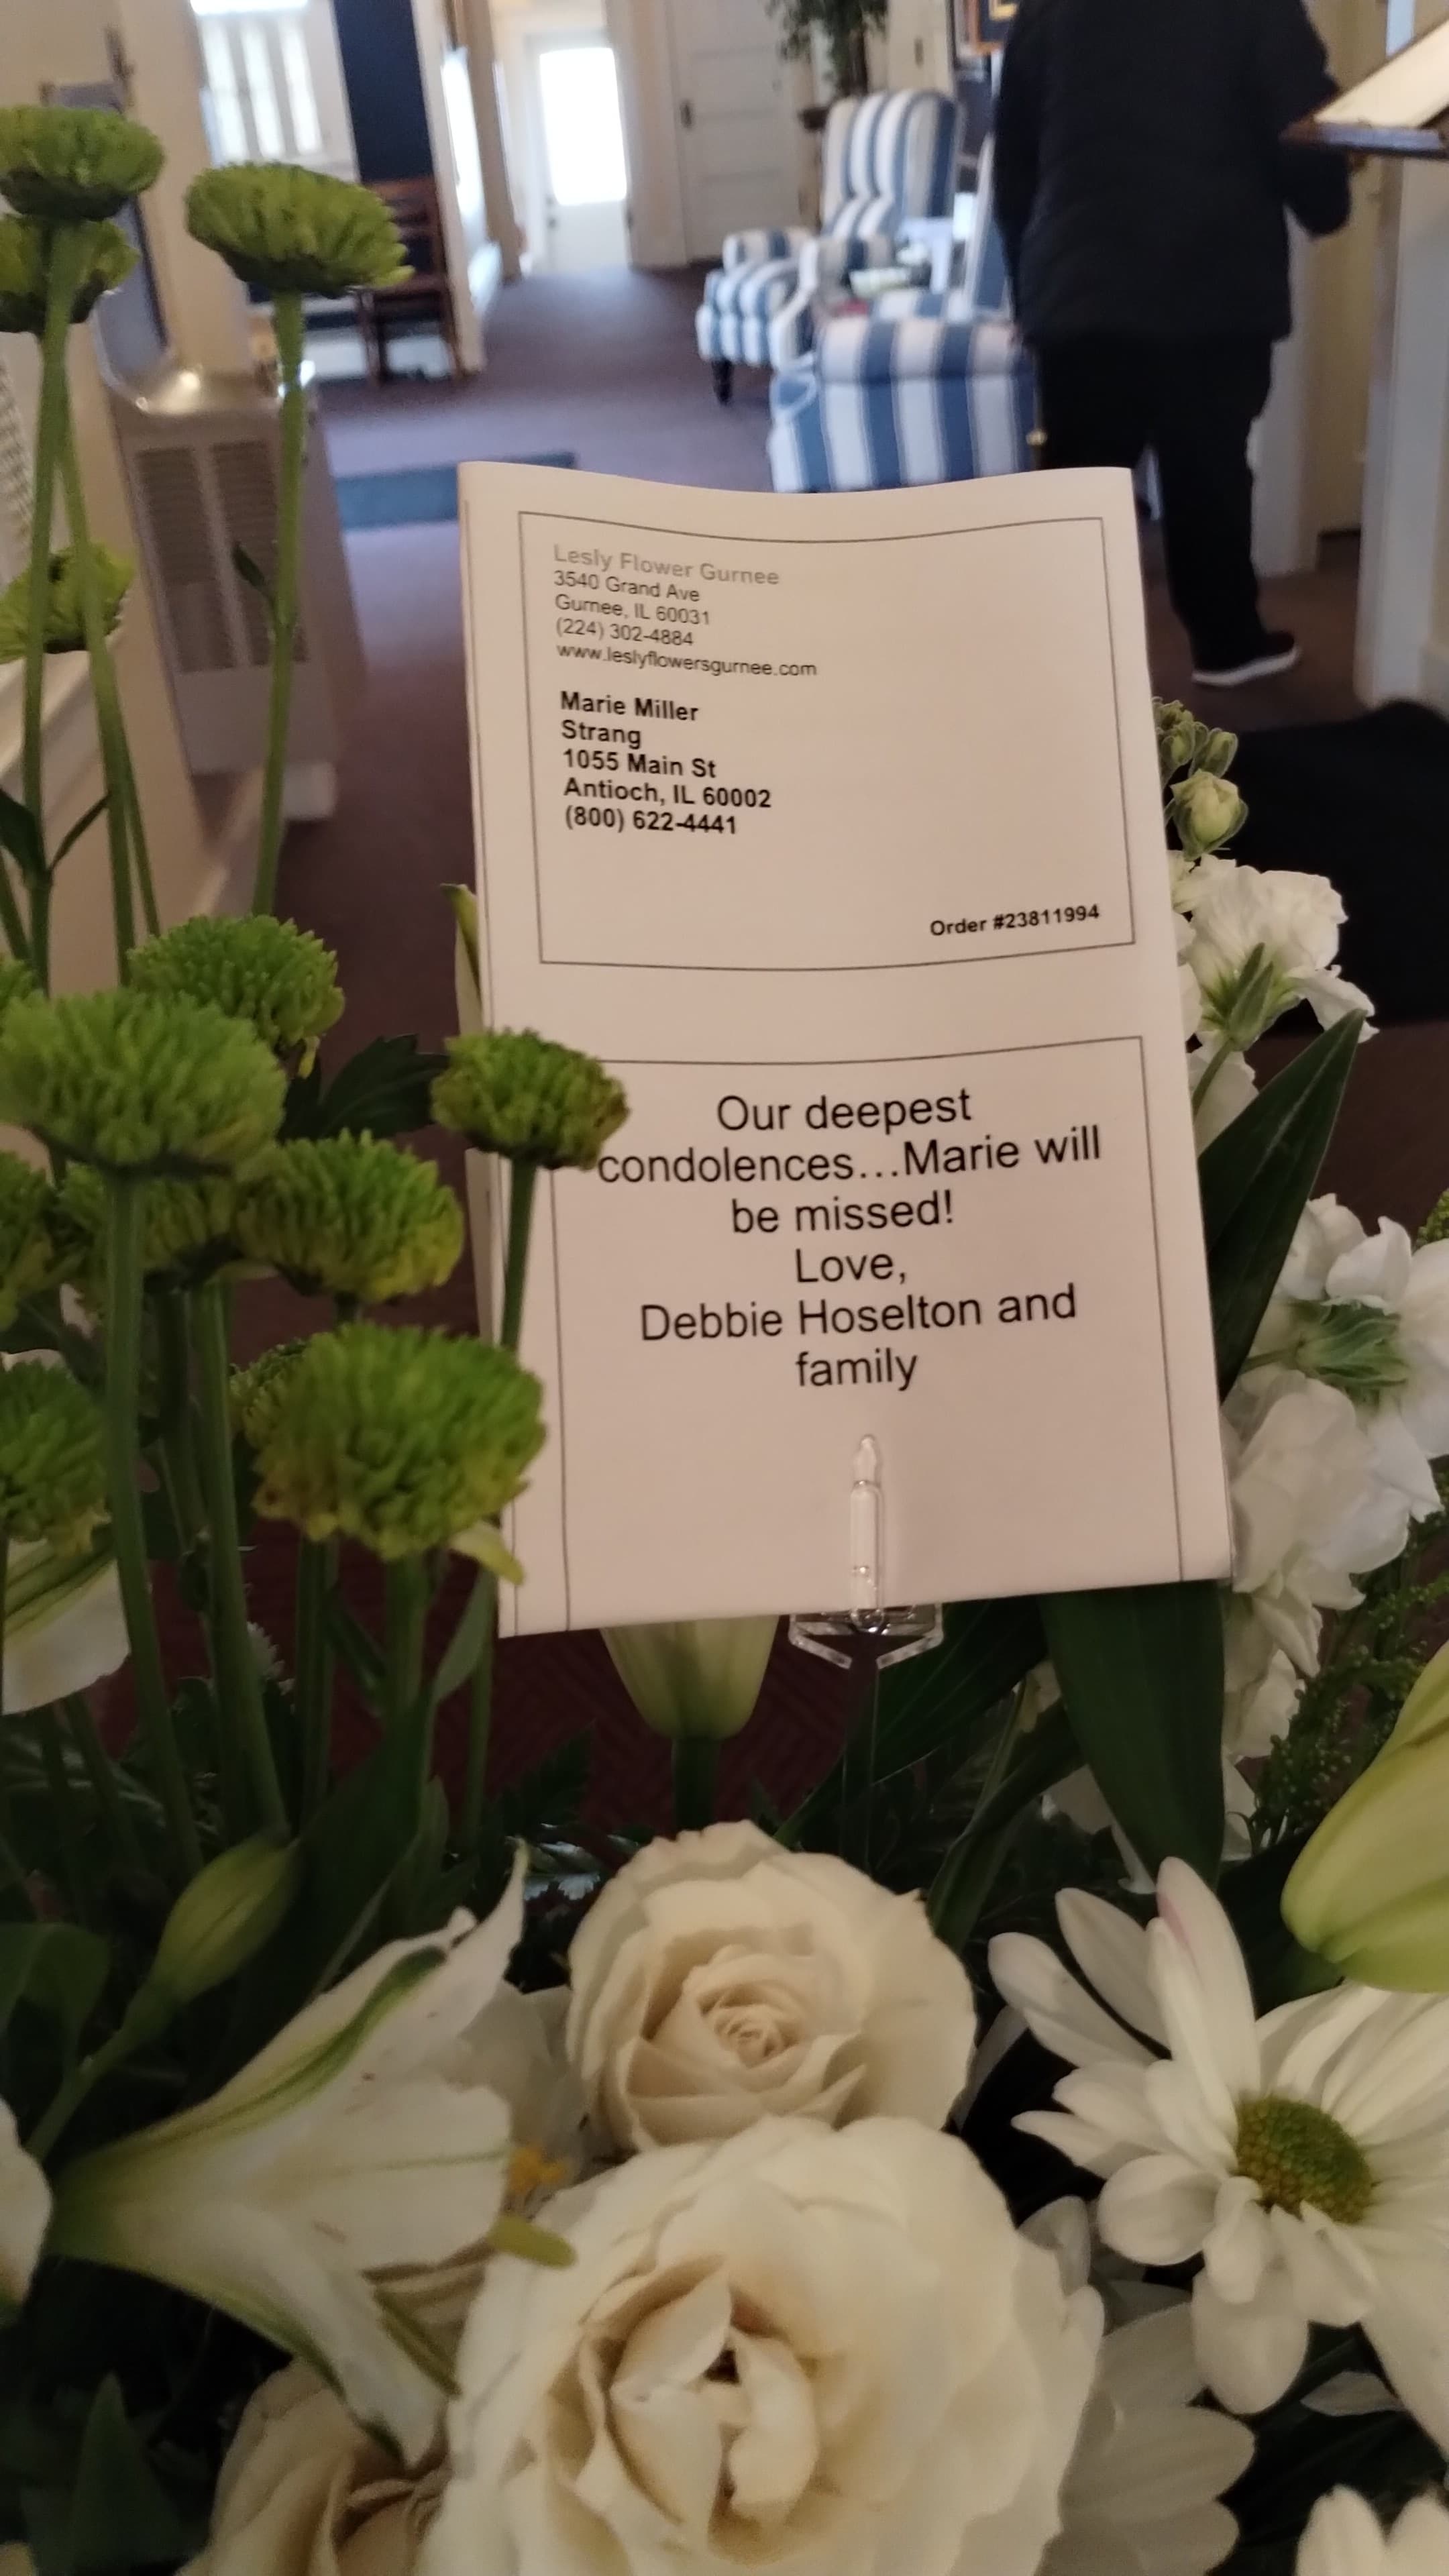 Lesly Flower Gurnee
3540 Grand Ave
Gurnee, IL 60031
(224) 302-4884
www.leslyflowersgurnee.com
Marie Miller
Strang
1055 Main St
Antioch, IL 60002
(800) 622-4441
Order #23811994
Our deepest
condolences...Marie will
be missed!
Love,
Debbie Hoselton and
family